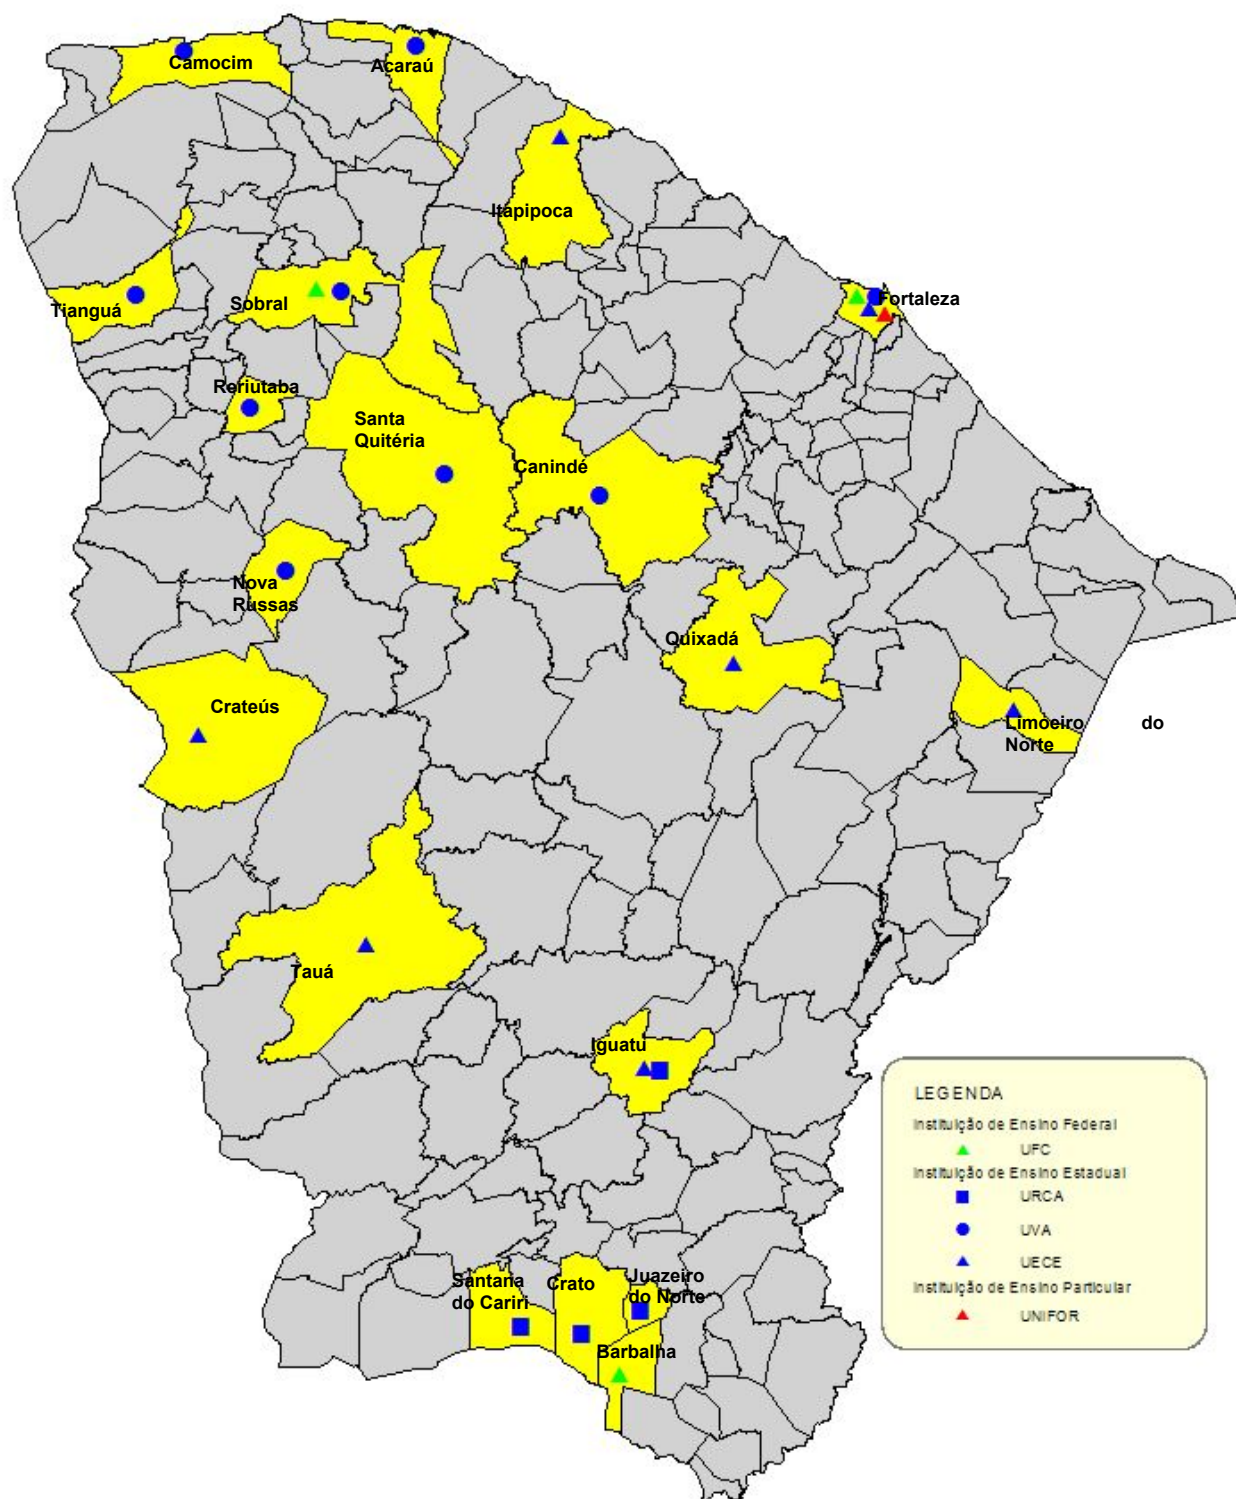 Camocim
Acaraú
Itapipoca
Tianguá
Sobral
Fortaleza
Reriutaba
Santa
Quitéria
Canindé
Nova
Russas
Quixadá
Crateús
Limoeiro do
Norte
Tauá
Iguatu
Santana
do Cariri
Crato
Juazeiro
do Norte
Barbalha
LEGENDA
Instituição de Ensino Federal
UFC
Instituição de Ensino Estadual
URCA
UVA
UECE
Instituição de Ensino Particular
UNIFOR